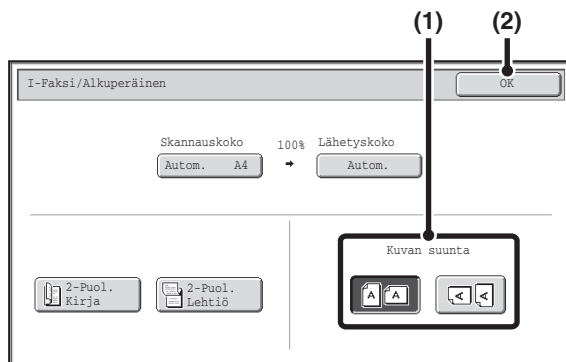 (1) (2)
I-Faksi/Alkuperäinen OK
Skannauskoko 100% Lähetyskoko
Autom. A4 Autom.
Kuvan suunta
2-Puol. 2-Puol.
Kirja Lehtiö
A A A A